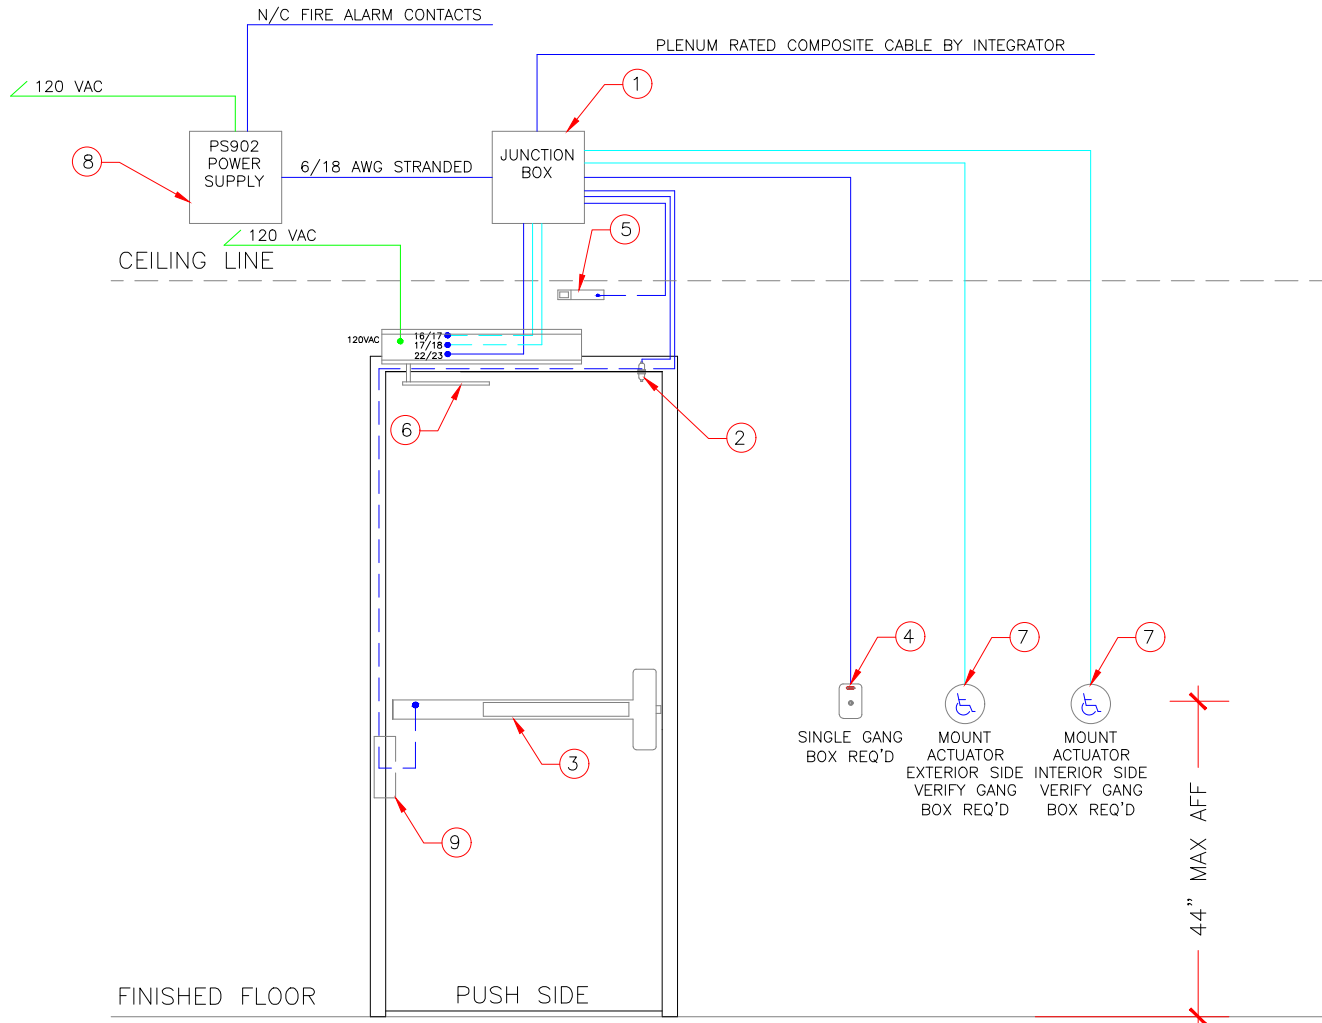 N/C FIRE ALARM CONTACTS
PLENUM RATED COMPOSITE CABLE BY INTEGRATOR
120 VAC
1
PS902
POWER
SUPPLY
8
6/18 AWG STRANDED
JUNCTION
BOX
5
120 VAC
CEILING LINE
120VAC
16/17
17/18
22/23
6
2
4
7
7
SINGLE GANG
BOX REQ'D
MOUNT
ACTUATOR
EXTERIOR SIDE
VERIFY GANG
BOX REQ'D
MOUNT
ACTUATOR
INTERIOR SIDE
VERIFY GANG
BOX REQ'D
3
9
44" MAX AFF
FINISHED FLOOR
PUSH SIDE